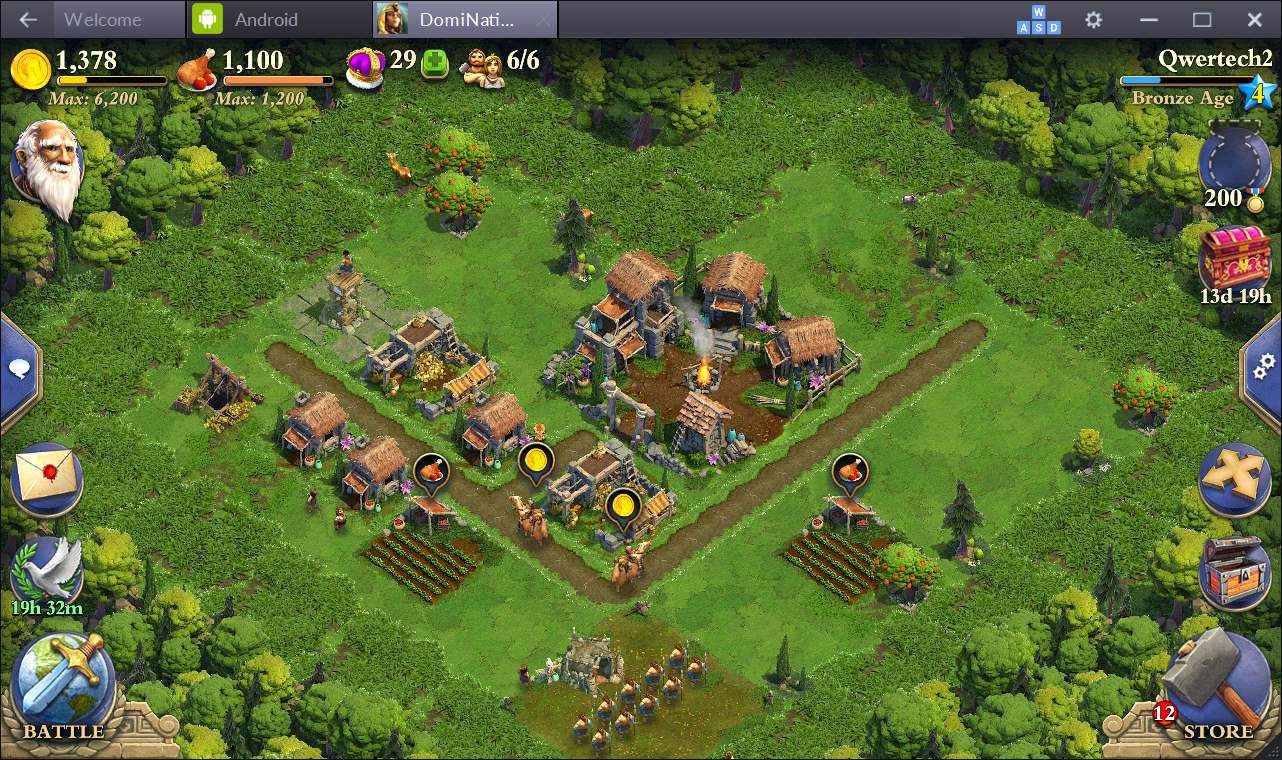 Welcome
Android
DomiNati...
W
A S D
1,378
Max: 6,200
1,100
Max: 1,200
29
6/6
Qwertech2
Bronze Age
4
200
13d 19h
19h 32m
BATTLE
12
STORE